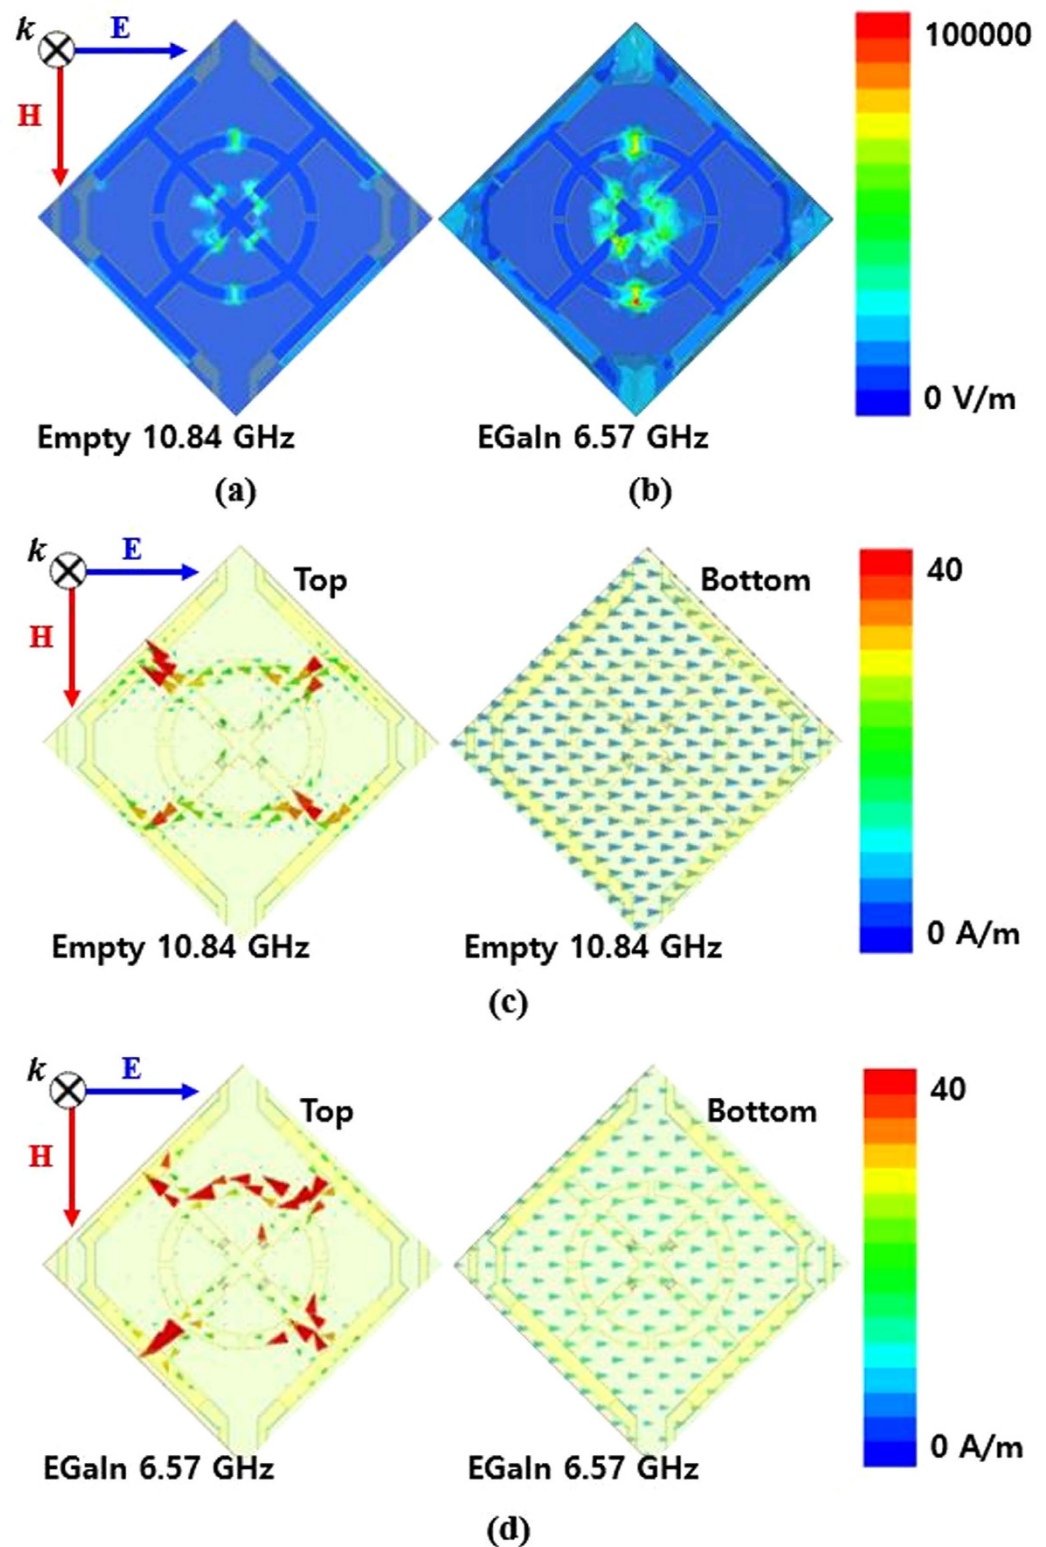 k
E
H
100000
0 V/m
Empty 10.84 GHz
EGaIn 6.57 GHz
(a)
(b)
k
E
H
Top
Bottom
40
0 A/m
Empty 10.84 GHz
Empty 10.84 GHz
(c)
k
E
H
Top
Bottom
40
0 A/m
EGaIn 6.57 GHz
EGaIn 6.57 GHz
(d)